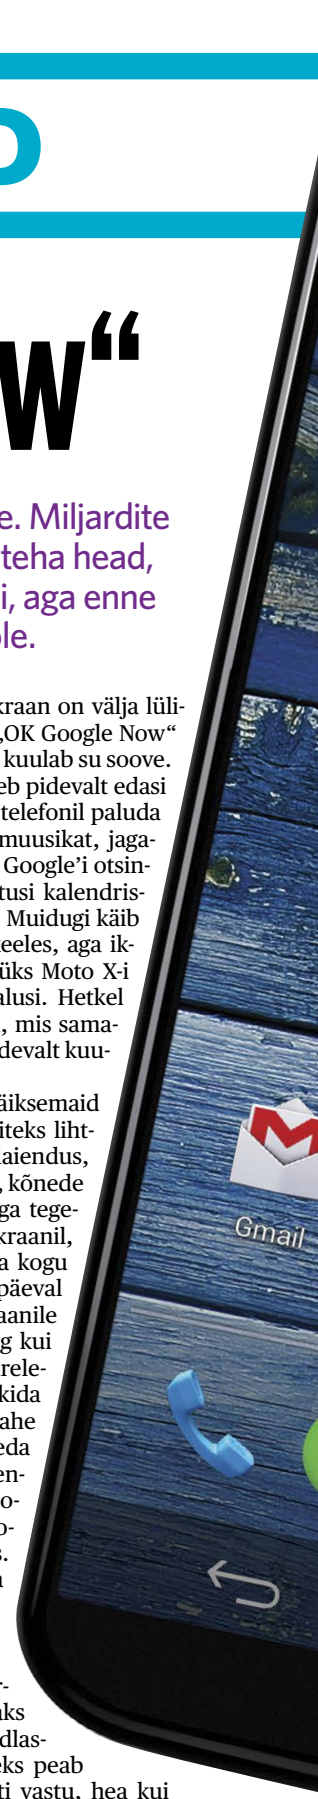 w“
e. Miljardite
teha head,
i, aga enne
le.
kraan on välja lüli-
„OK Google Now“
kuulab su soove.
eb pidevalt edasi
telefonil paluda
muusikat, jaga-
Google’i otsin-
tusi kalendris-
Muidugi käib
keeles, aga ik-
üks Moto X-i
alusi. Hetkel
, mis sama-
devalt kuu-
äiksemaid
iteks liht-
laiendus,
, kõnede
ga tege-
kraanil,
a kogu
päeval
aanile
g kui
rele-
kida
ahe
eda
en-
o-
o-
s.
r-
aks
dlas-
eks peab
ti vastu, hea kui
Gmail